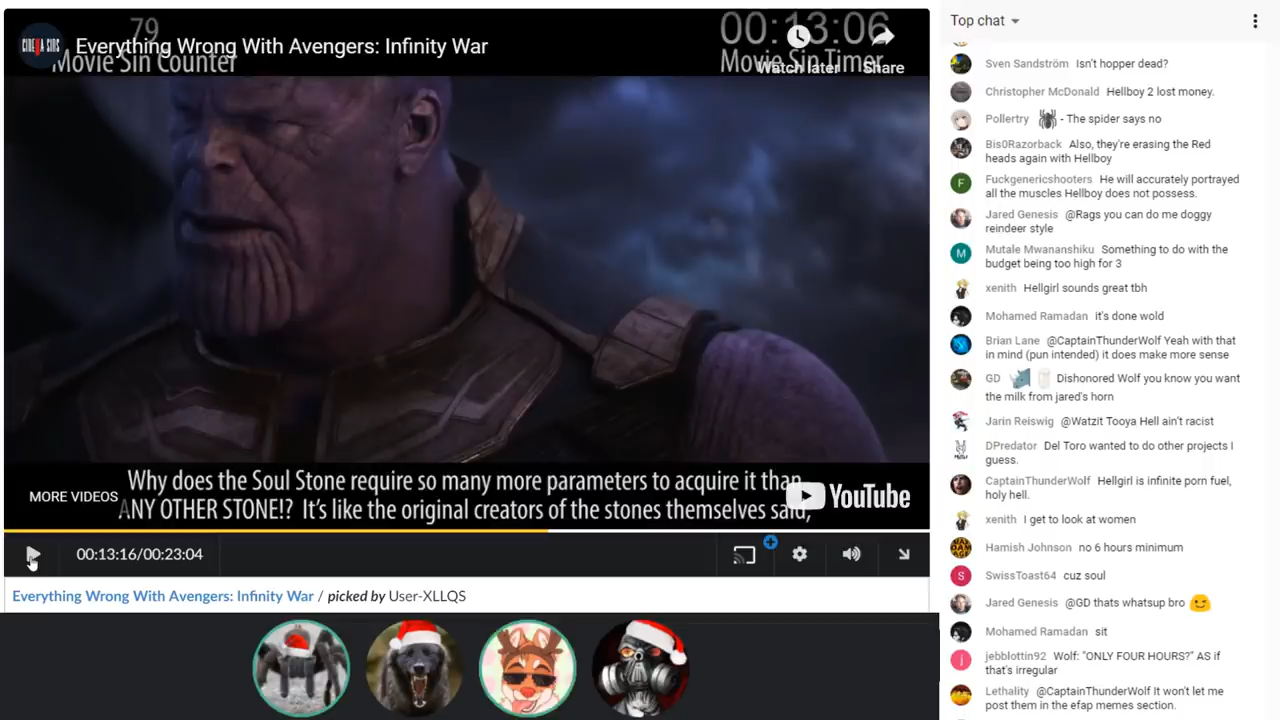 79
Movie Sin Counter
00:13:06
Movie Sin Timer
CINEMA SINS
Everything Wrong With Avengers: Infinity War
Watch later
Share
Why does the Soul Stone require so many more parameters to acquire it than
ANY OTHER STONE!? It's like the original creators of the stones themselves said,
MORE VIDEOS
YouTube
00:13:16/00:23:04
Everything Wrong With Avengers: Infinity War / picked by User-XLLQS
Top chat
Sven Sandström Isn't hopper dead?
Christopher McDonald Hellboy 2 lost money.
Pollertry - The spider says no
Bis0Razorback Also, they're erasing the Red
heads again with Hellboy
F
Fuckgenericshooters He will accurately portrayed
all the muscles Hellboy does not possess.
Jared Genesis @Rags you can do me doggy
reindeer style
M
Mutale Mwananshiku Something to do with the
budget being too high for 3
xenith Hellgirl sounds great tbh
Mohamed Ramadan it's done wold
Brian Lane @CaptainThunderWolf Yeah with that
in mind (pun intended) it does make more sense
GD Dishonored Wolf you know you want
the milk from jared's horn
Jarin Reiswig @Watzit Tooya Hell ain't racist
DPredator Del Toro wanted to do other projects I
guess.
CaptainThunderWolf Hellgirl is infinite porn fuel,
holy hell.
xenith I get to look at women
Hamish Johnson no 6 hours minimum
S
SwissToast64 cuz soul
Jared Genesis @GD thats whatsup bro
Mohamed Ramadan sit
j
jebblottin92 Wolf: "ONLY FOUR HOURS?" AS if
that's irregular
Lethality @CaptainThunderWolf It won't let me
post them in the efap memes section.